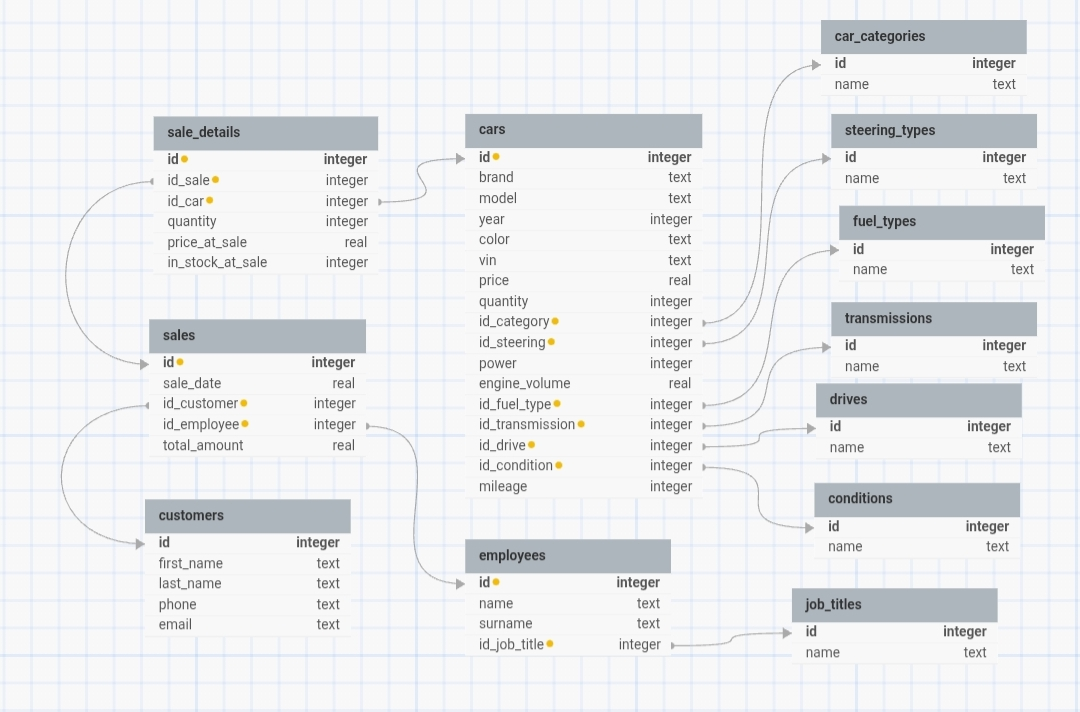 car_categories
id integer
name text
sale_details
id integer
id_sale integer
id_car integer
quantity integer
price_at_sale real
in_stock_at_sale integer
cars
id integer
brand text
model text
year integer
color text
vin text
price real
quantity integer
id_category integer
id_steering integer
power integer
engine_volume real
id_fuel_type integer
id_transmission integer
id_drive integer
id_condition integer
mileage integer
steering_types
id integer
name text
fuel_types
id integer
name text
transmissions
id integer
name text
drives
id integer
name text
conditions
id integer
name text
sales
id integer
sale_date real
id_customer integer
id_employee integer
total_amount real
customers
id integer
first_name text
last_name text
phone text
email text
employees
id integer
name text
surname text
id_job_title integer
job_titles
id integer
name text